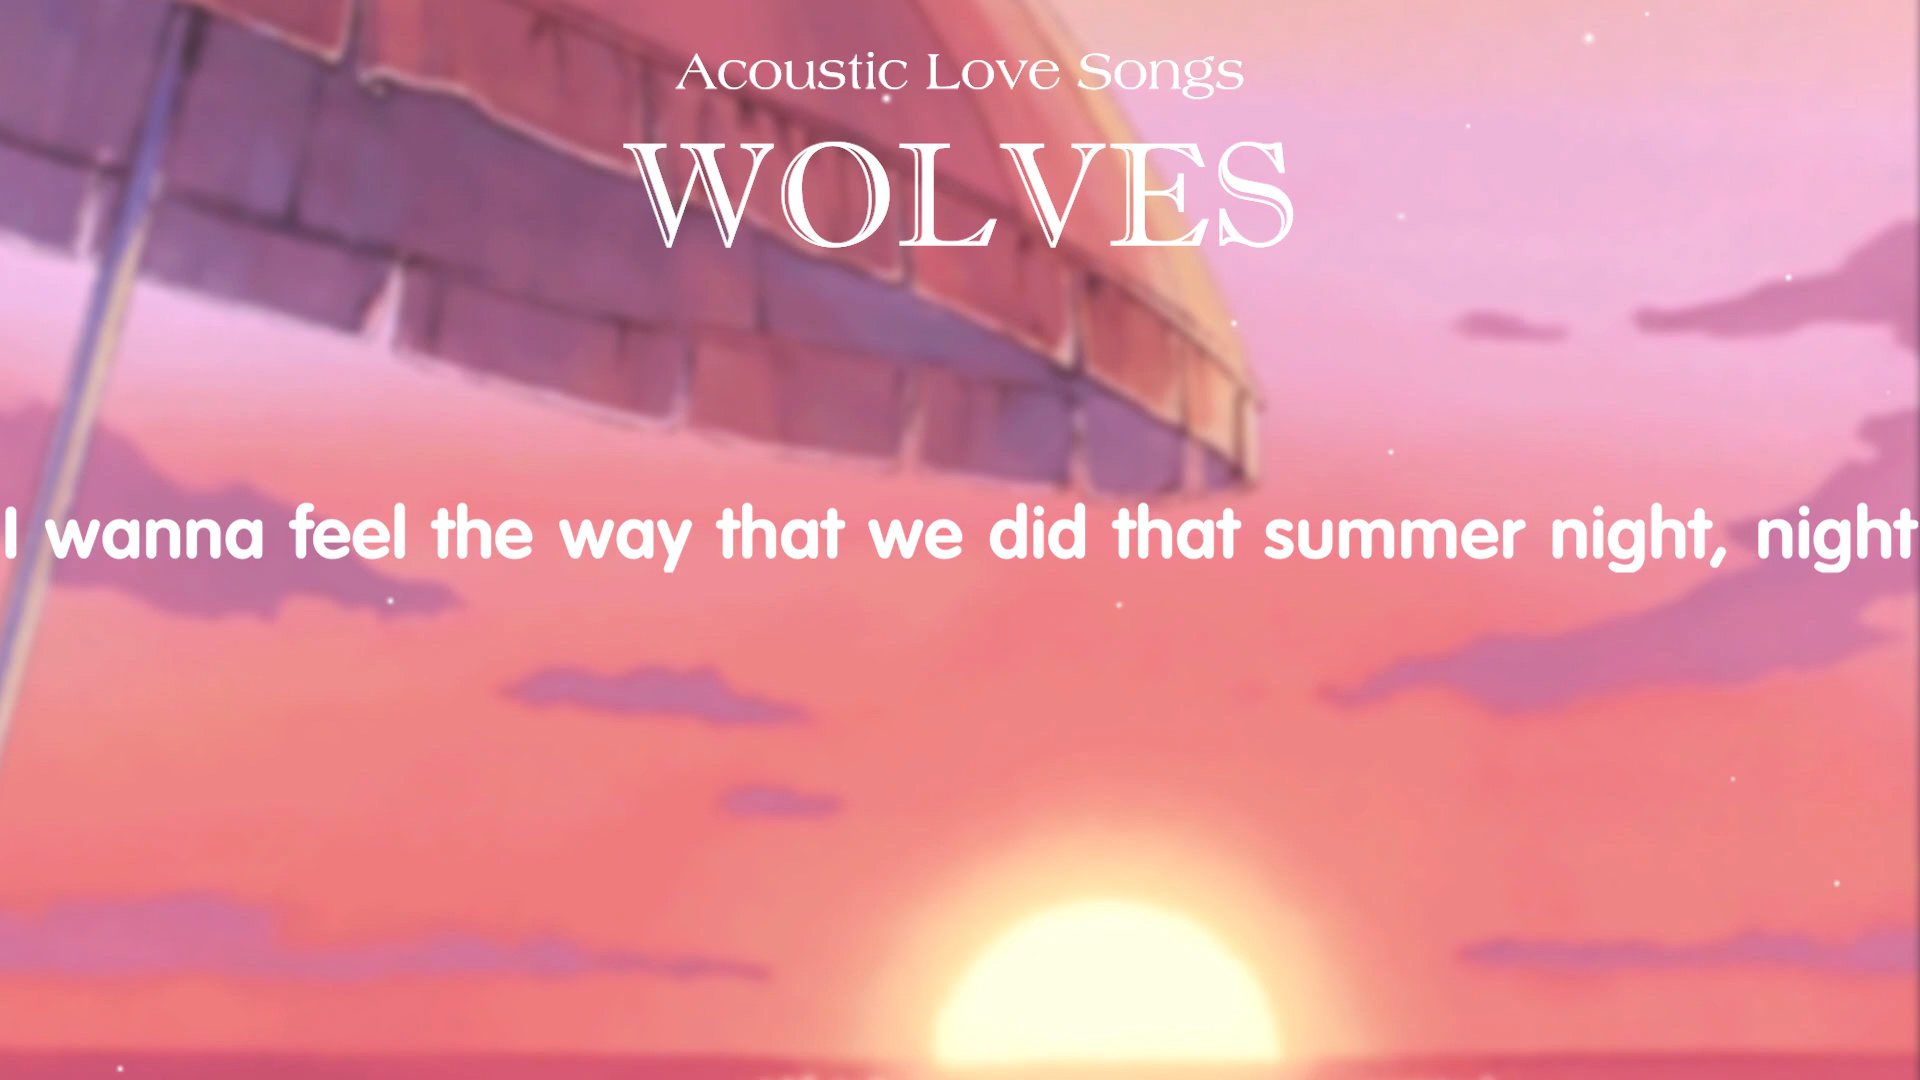 Acoustic Love Songs
WOLVES
I wanna feel the way that we did that summer night, night